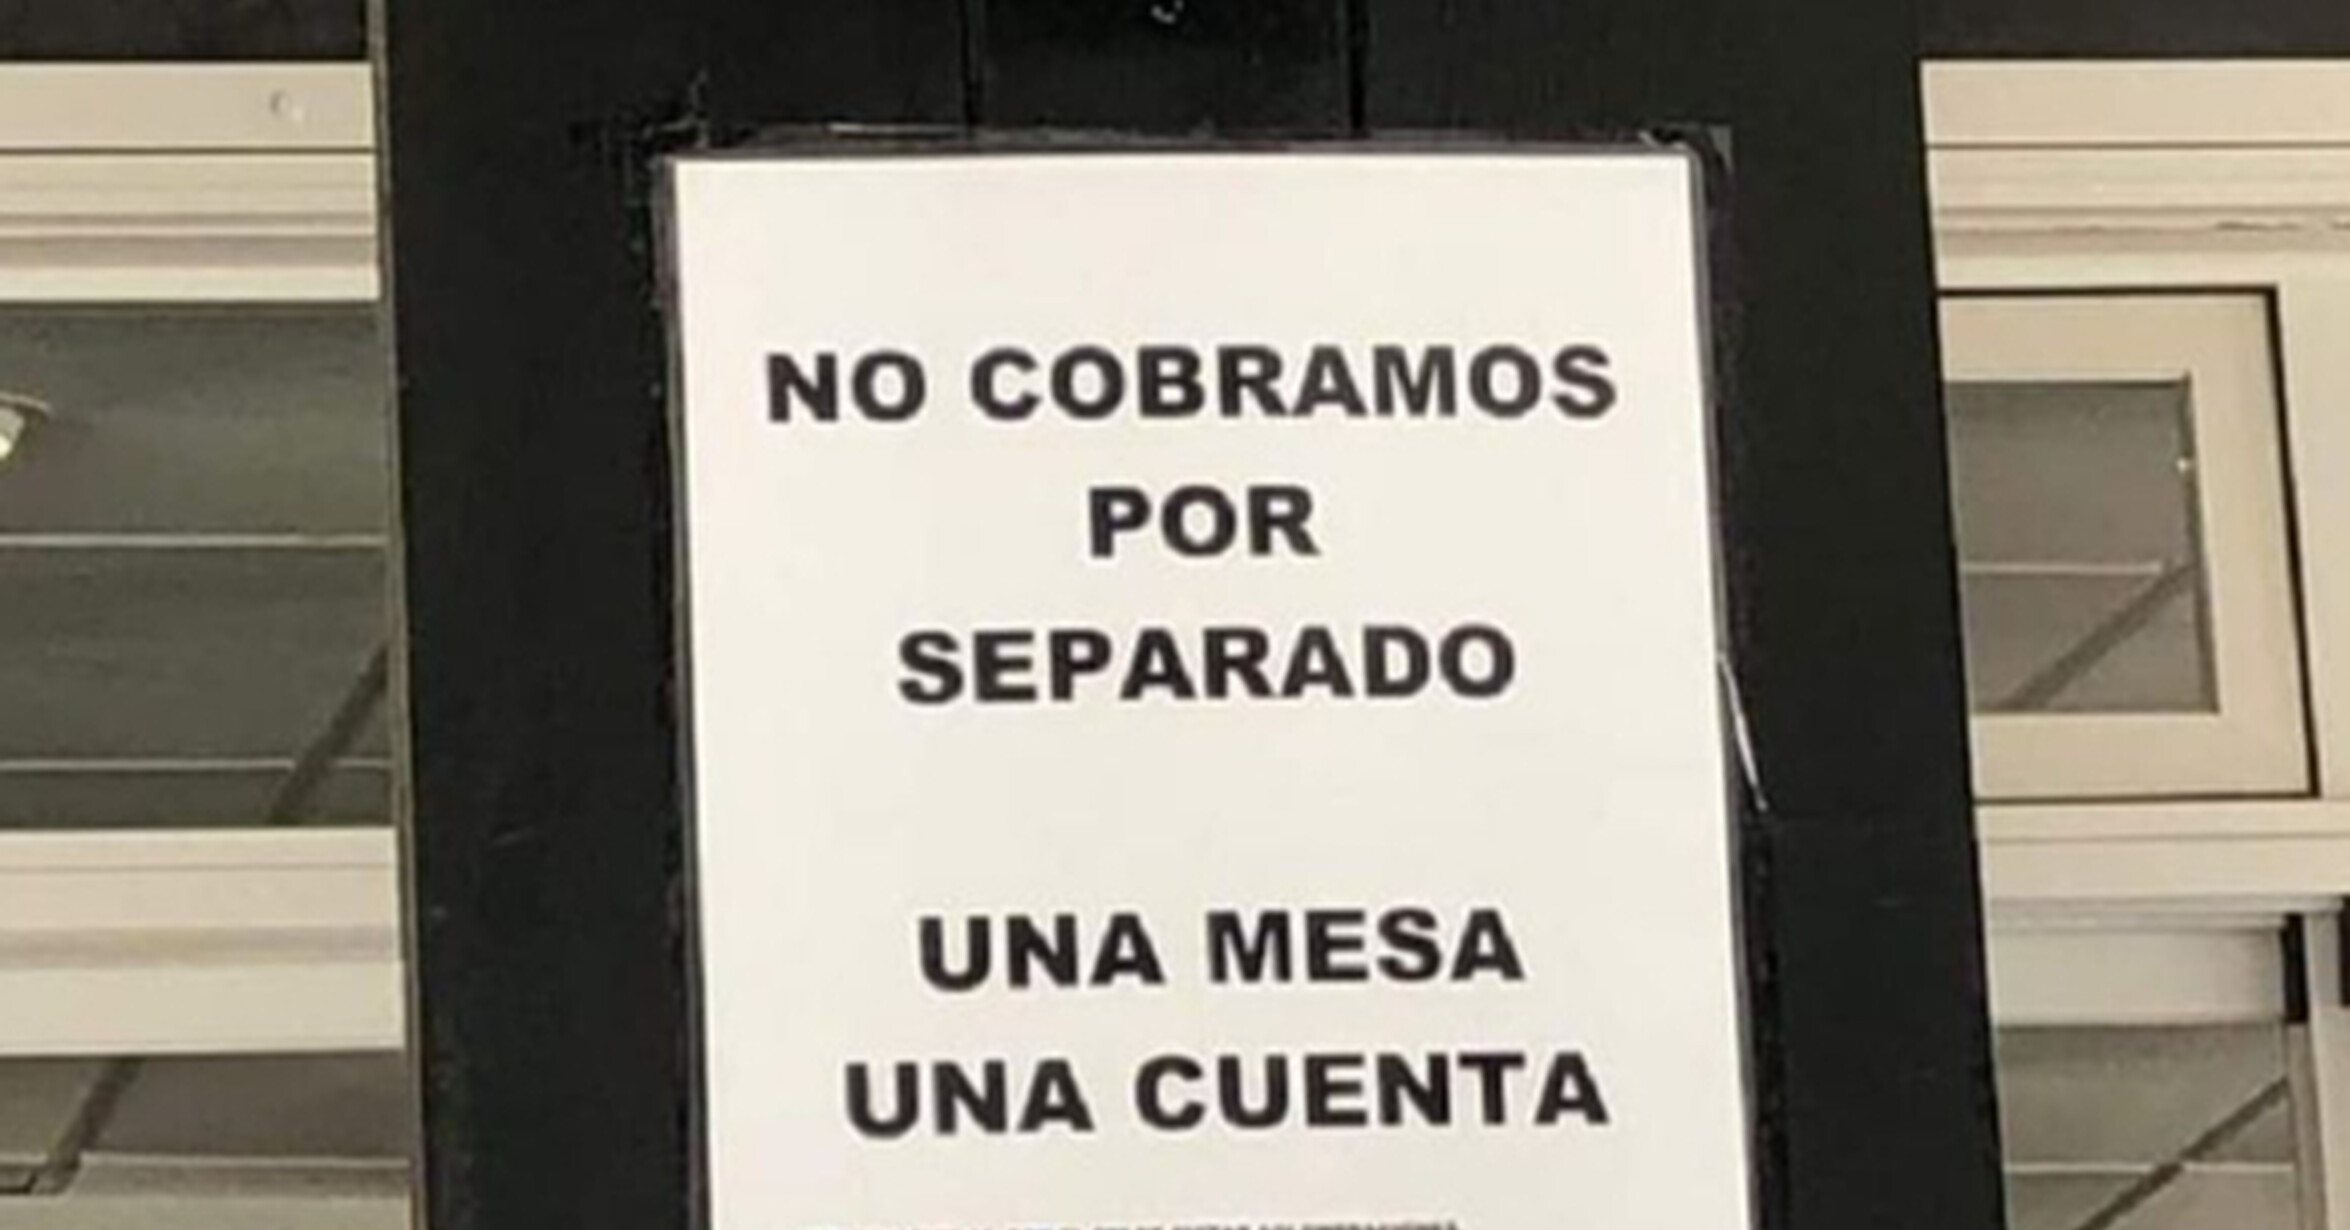 NO COBRAMOS
POR
SEPARADO
UNA MESA
UNA CUENTA